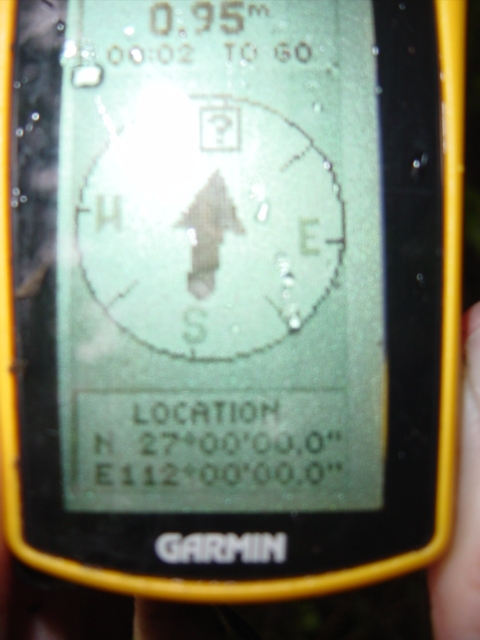 0.95m
00:02 TO GO
?
W
E
S
LOCATION
N 27°00'00.0"
E112°00'00.0"
GARMIN